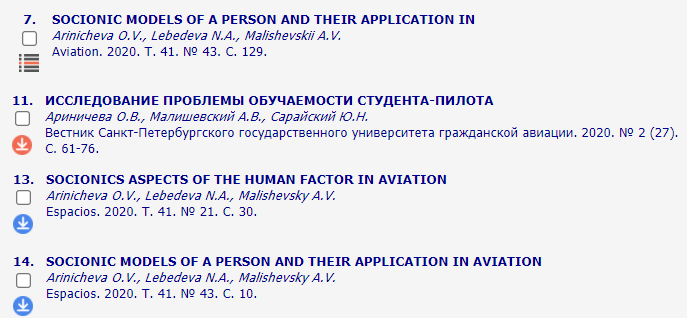 7. SOCIONIC MODELS OF A PERSON AND THEIR APPLICATION IN
Arinicheva O.V., Lebedeva N.A., Malishevskii A.V.
Aviation. 2020. Т. 41. № 43. С. 129.
11. ИССЛЕДОВАНИЕ ПРОБЛЕМЫ ОБУЧАЕМОСТИ СТУДЕНТА-ПИЛОТА
Ариничева О.В., Малишевский А.В., Сарайский Ю.Н.
Вестник Санкт-Петербургского государственного университета гражданской авиации. 2020. № 2 (27).
С. 61-76.
13. SOCIONICS ASPECTS OF THE HUMAN FACTOR IN AVIATION
Arinicheva O.V., Lebedeva N.A., Malishevsky A.V.
Espacios. 2020. Т. 41. № 21. С. 30.
14. SOCIONIC MODELS OF A PERSON AND THEIR APPLICATION IN AVIATION
Arinicheva O.V., Lebedeva N.A., Malishevsky A.V.
Espacios. 2020. Т. 41. № 43. С. 10.